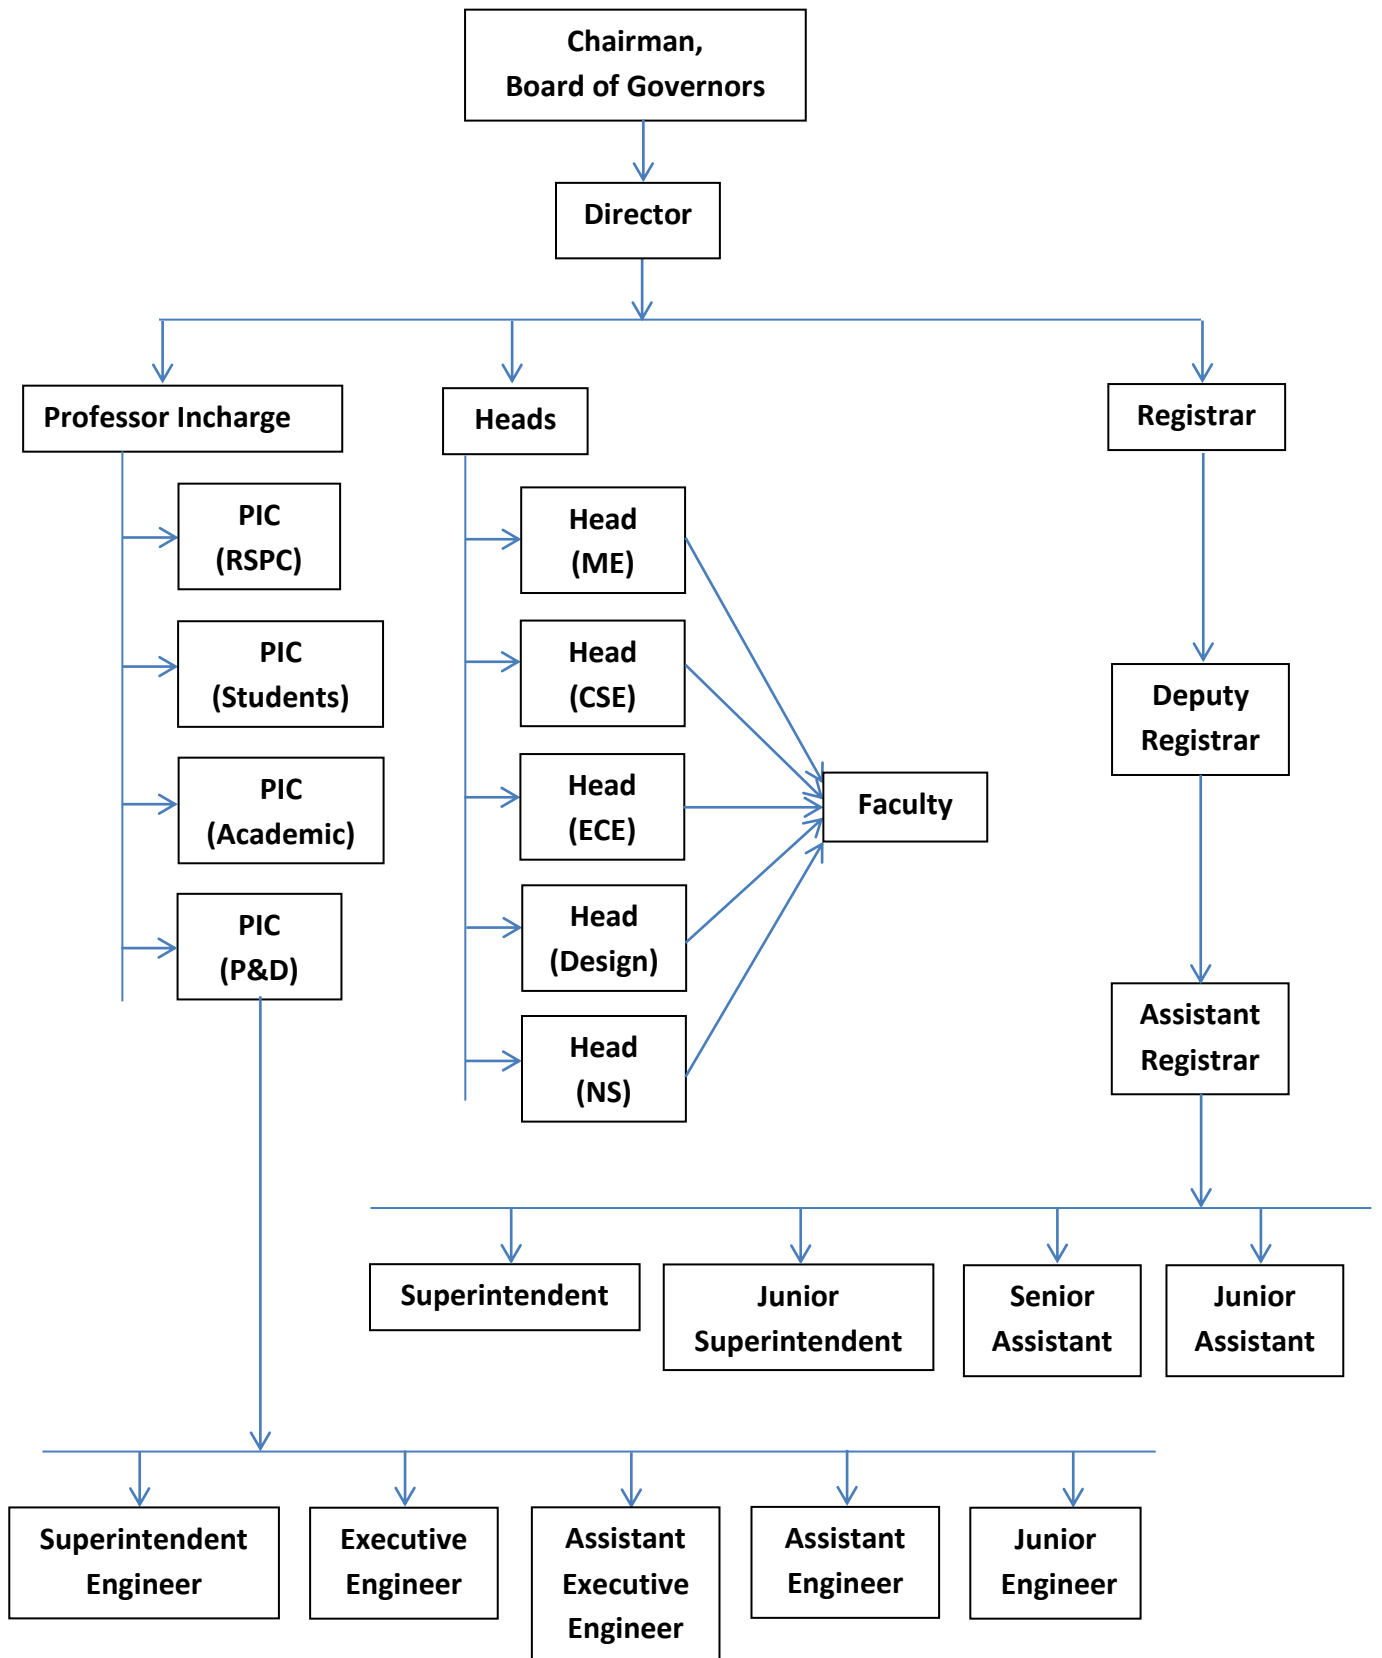 Chairman,
Board of Governors
Director
Professor Incharge
Heads
Registrar
PIC
(RSPC)
PIC
(Students)
PIC
(Academic)
PIC
(P&D)
Head
(ME)
Head
(CSE)
Head
(ECE)
Head
(Design)
Head
(NS)
Faculty
Deputy
Registrar
Assistant
Registrar
Superintendent
Junior
Superintendent
Senior
Assistant
Junior
Assistant
Superintendent
Engineer
Executive
Engineer
Assistant
Executive
Engineer
Assistant
Engineer
Junior
Engineer